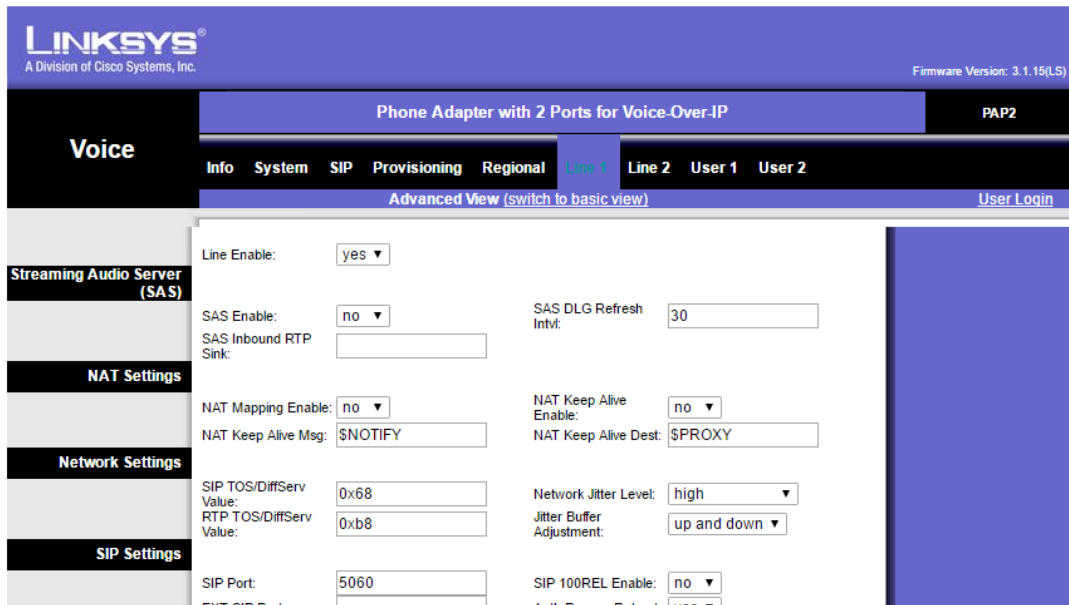 LINKSYS®
A Division of Cisco Systems, Inc.
Firmware Version: 3.1.15(LS)
Phone Adapter with 2 Ports for Voice-Over-IP PAP2
Voice
Info System SIP Provisioning Regional Line 1 Line 2 User 1 User 2
Advanced View (switch to basic view) User Login
Line Enable: yes ▼
Streaming Audio Server
(SAS)
SAS Enable: no ▼ SAS DLG Refresh
Intvl: 30
SAS Inbound RTP
Sink:
NAT Settings
NAT Mapping Enable: no ▼ NAT Keep Alive
Enable: no ▼
NAT Keep Alive Msg: $NOTIFY NAT Keep Alive Dest: $PROXY
Network Settings
SIP TOS/DiffServ
Value: 0x68 Network Jitter Level: high ▼
RTP TOS/DiffServ
Value: 0xb8 Jitter Buffer
Adjustment: up and down ▼
SIP Settings
SIP Port: 5060 SIP 100REL Enable: no ▼